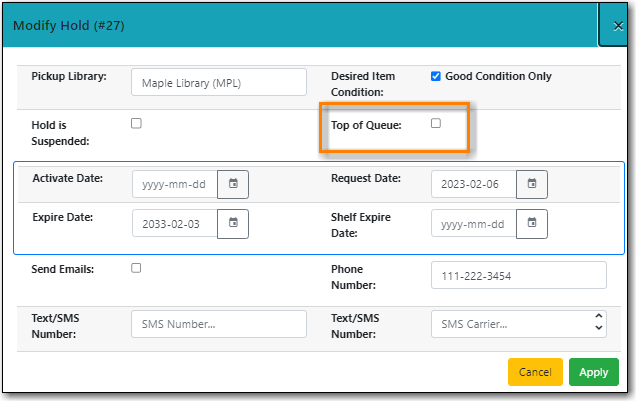 Modify Hold (#27)
×
Pickup Library:
Maple Library (MPL)
Desired Item
Condition:
Good Condition Only
Hold is
Suspended:
Top of Queue:
Activate Date:
yyyy-mm-dd
Request Date:
2023-02-06
Expire Date:
2033-02-03
Shelf Expire
Date:
yyyy-mm-dd
Send Emails:
Phone
Number:
111-222-3454
Text/SMS
Number:
SMS Number...
Text/SMS
Number:
SMS Carrier...
Cancel
Apply